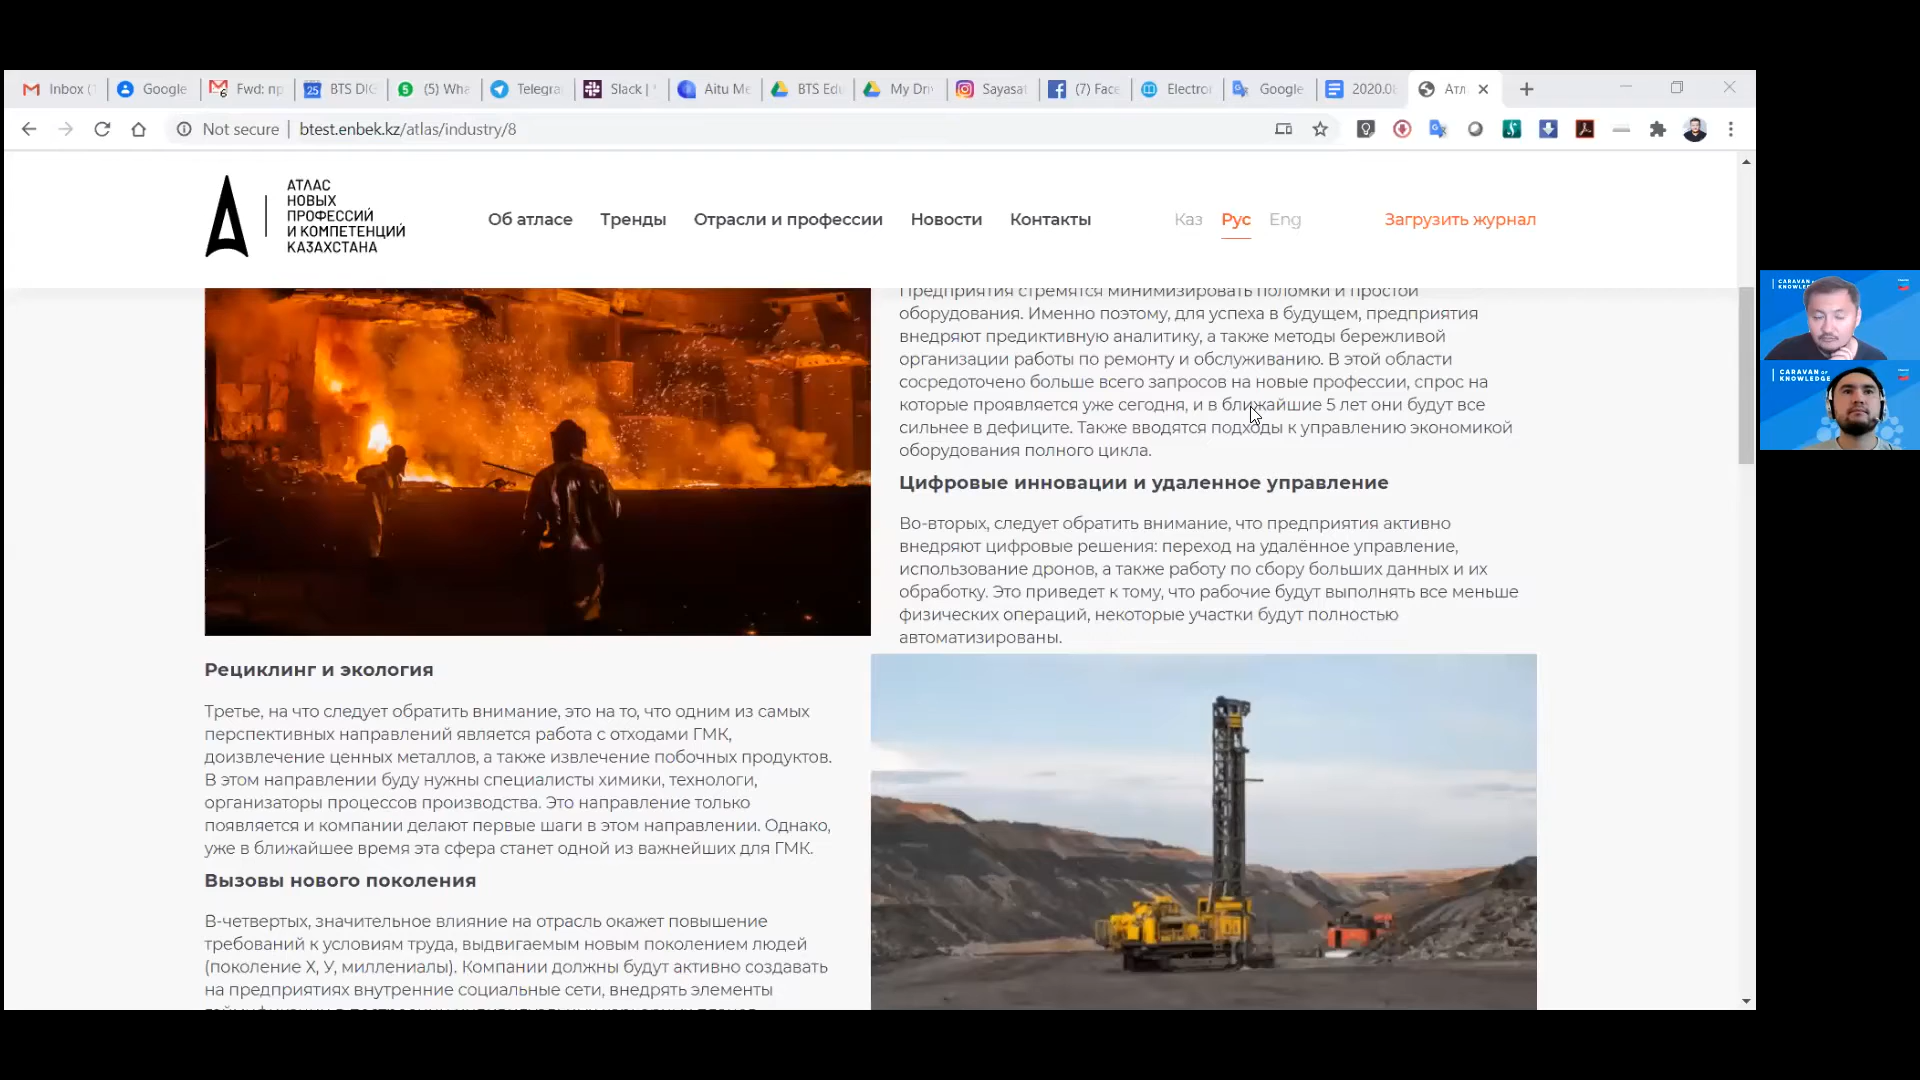 Inbox (
Google
Fwd: пр
BTS DIG
(5) Wha
Telegra
Slack |
Aitu Me
BTS Edu
My Driv
Sayasat
(7) Face
Electro
Google
2020.08
Атл
Not secure
btest.enbek.kz/atlas/industry/8
АТЛАС
НОВЫХ
ПРОФЕССИЙ
И КОМПЕТЕНЦИЙ
КАЗАХСТАНА
Об атласе
Тренды
Отрасли и профессии
Новости
Контакты
Каз
Рус
Eng
Загрузить журнал
Предприятия стремятся минимизировать поломки и простои
оборудования. Именно поэтому, для успеха в будущем, предприятия
внедряют предиктивную аналитику, а также методы бережливой
организации работы по ремонту и обслуживанию. В этой области
сосредоточено больше всего запросов на новые профессии, спрос на
которые проявляется уже сегодня, и в ближайшие 5 лет они будут все
сильнее в дефиците. Также вводятся подходы к управлению экономикой
оборудования полного цикла.
Цифровые инновации и удаленное управление
Во-вторых, следует обратить внимание, что предприятия активно
внедряют цифровые решения: переход на удалённое управление,
использование дронов, а также работу по сбору больших данных и их
обработку. Это приведет к тому, что рабочие будут выполнять все меньше
физических операций, некоторые участки будут полностью
автоматизированы.
Рециклинг и экология
Третье, на что следует обратить внимание, это на то, что одним из самых
перспективных направлений является работа с отходами ГМК,
доизвлечение ценных металлов, а также извлечение побочных продуктов.
В этом направлении буду нужны специалисты химики, технологи,
организаторы процессов производства. Это направление только
появляется и компании делают первые шаги в этом направлении. Однако,
уже в ближайшее время эта сфера станет одной из важнейших для ГМК.
Вызовы нового поколения
В-четвертых, значительное влияние на отрасль окажет повышение
требований к условиям труда, выдвигаемым новым поколением людей
(поколение X, У, миллениалы). Компании должны будут активно создавать
на предприятиях внутренние социальные сети, внедрять элементы
CARAVAN OF
KNOWLEDGE
CARAVAN OF
KNOWLEDGE